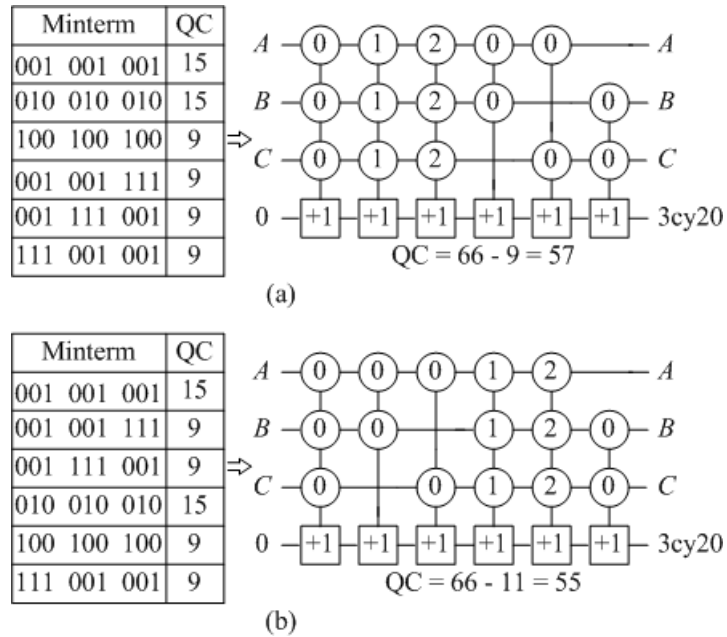 Minterm QC
001 001 001 15
010 010 010 15
100 100 100 9
001 001 111 9
001 111 001 9
111 001 001 9
⇒
A 0 1 2 0 0 A
B 0 1 2 0 0 B
C 0 1 2 0 0 C
0 +1 +1 +1 +1 +1 +1 3cy20
QC = 66 - 9 = 57
(a)
Minterm QC
001 001 001 15
001 001 111 9
001 111 001 9
010 010 010 15
100 100 100 9
111 001 001 9
⇒
A 0 0 0 1 2 A
B 0 0 1 2 0 B
C 0 0 1 2 0 C
0 +1 +1 +1 +1 +1 +1 3cy20
QC = 66 - 11 = 55
(b)